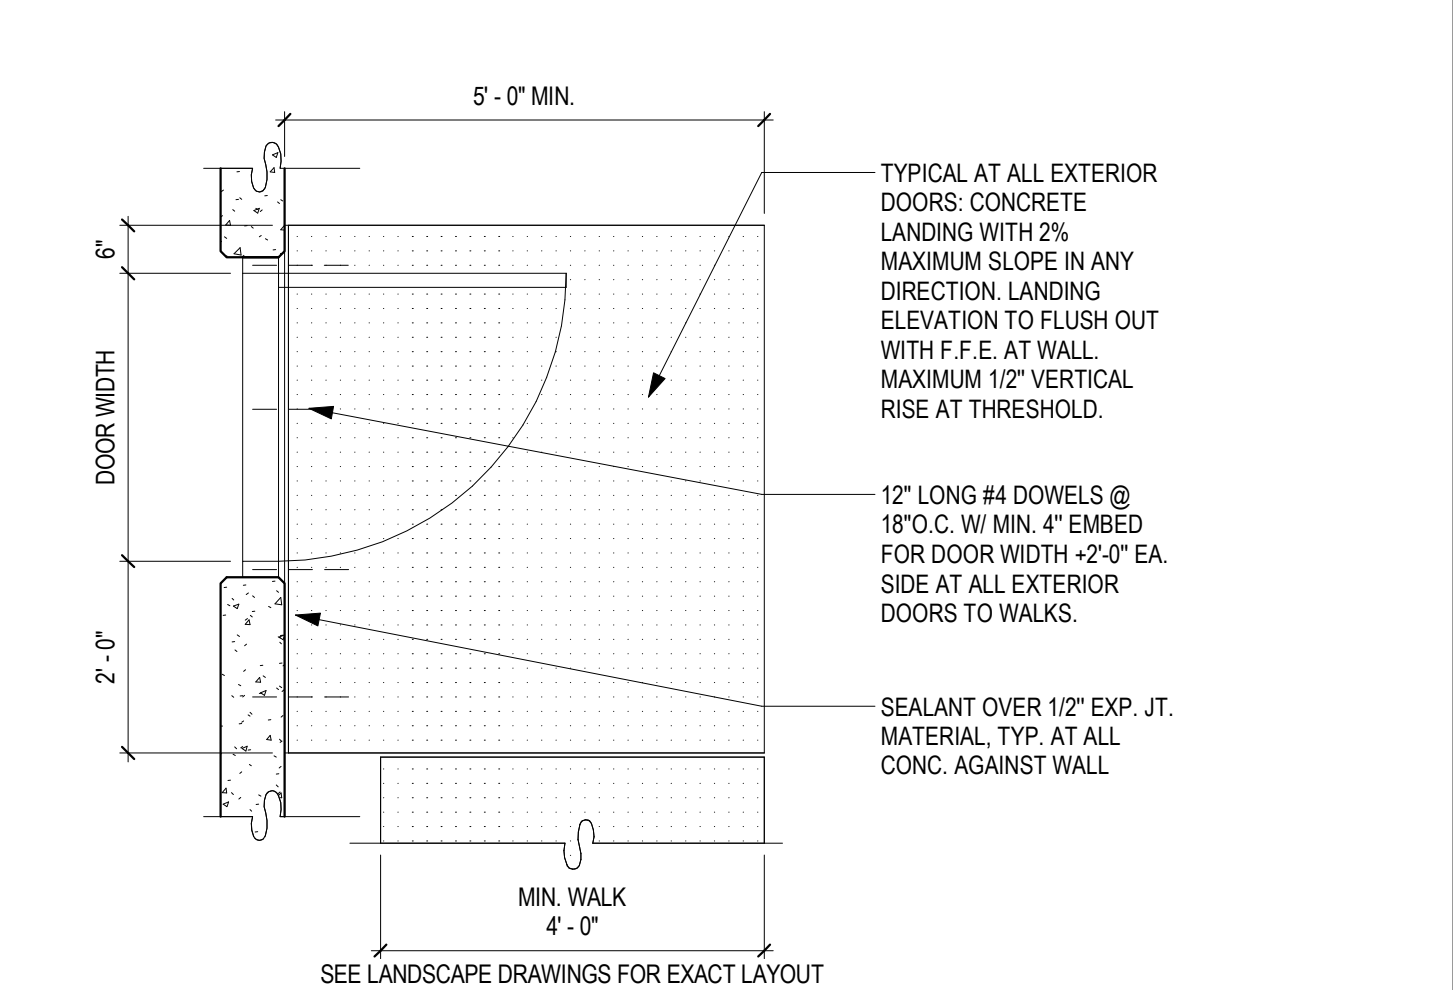 5' - 0" MIN.
6"
DOOR WIDTH
2' - 0"
TYPICAL AT ALL EXTERIOR
DOORS: CONCRETE
LANDING WITH 2%
MAXIMUM SLOPE IN ANY
DIRECTION. LANDING
ELEVATION TO FLUSH OUT
WITH F.F.E. AT WALL.
MAXIMUM 1/2" VERTICAL
RISE AT THRESHOLD.
12" LONG #4 DOWELS @
18"O.C. W/ MIN. 4" EMBED
FOR DOOR WIDTH +2'-0" EA.
SIDE AT ALL EXTERIOR
DOORS TO WALKS.
SEALANT OVER 1/2" EXP. JT.
MATERIAL, TYP. AT ALL
CONC. AGAINST WALL
MIN. WALK
4' - 0"
SEE LANDSCAPE DRAWINGS FOR EXACT LAYOUT